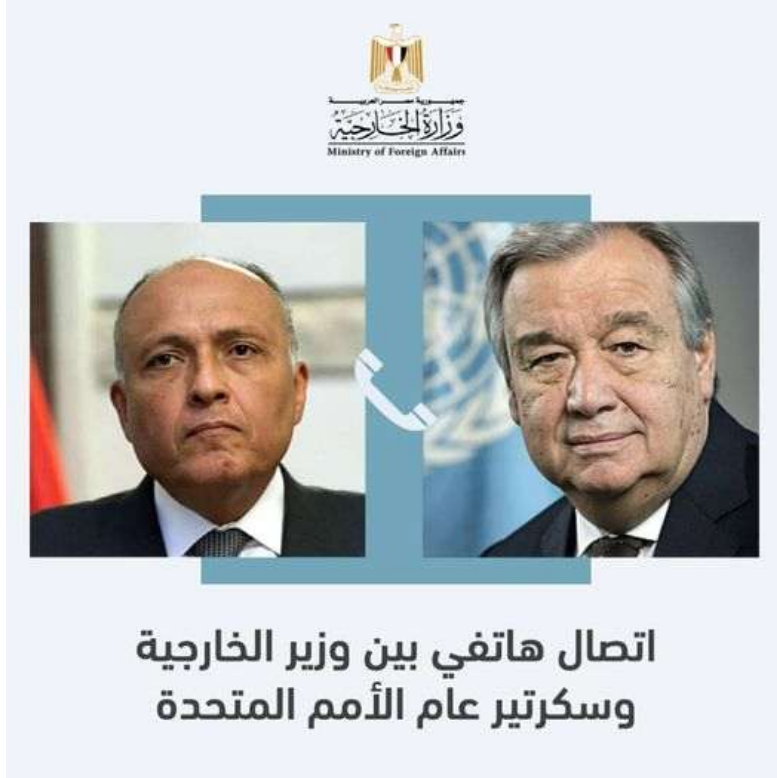 جمهورية مصر العربية
وزارة الخارجية
Ministry of Foreign Affairs
اتصال هاتفي بين وزير الخارجية
وسكرتير عام الأمم المتحدة